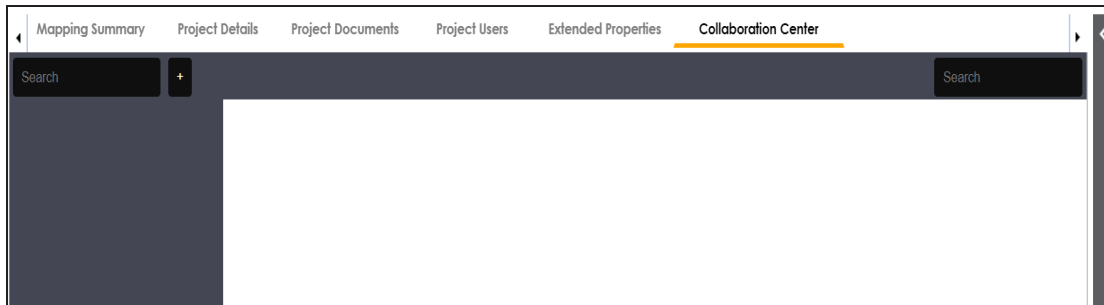 Mapping Summary Project Details Project Documents Project Users Extended Properties Collaboration Center
Search + Search